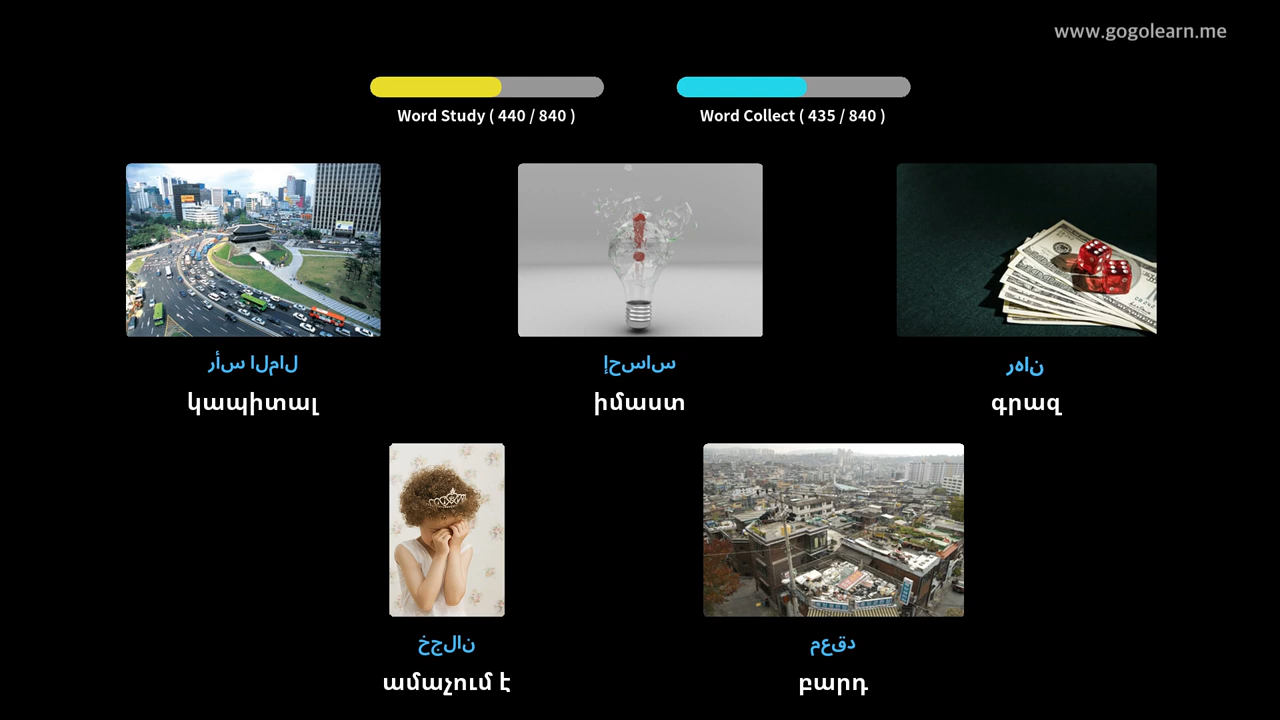 www.gogolearn.me
Word Study ( 440 / 840 )
Word Collect ( 435 / 840 )
رأس المال
إحساس
رهان
կապիտալ
իմաստ
գրազ
خجلان
معقد
ամաչում է
բարդ